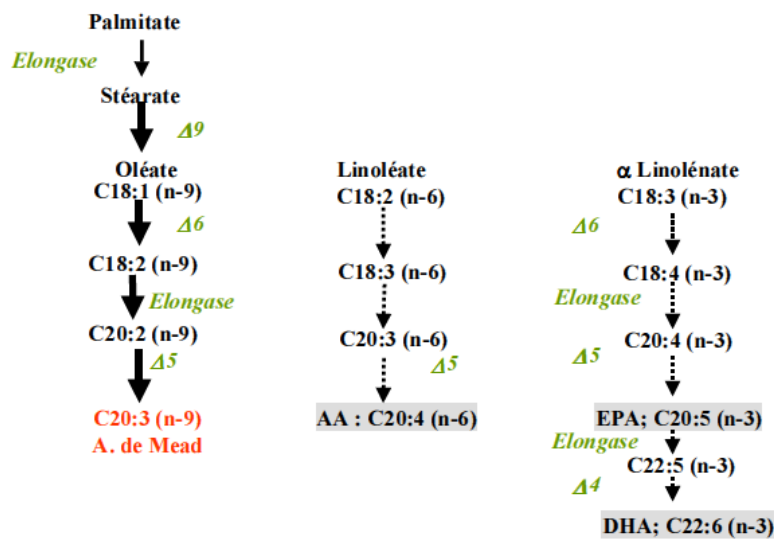 Palmitate
Elongase
Stéarate
Δ9
Oléate
C18:1 (n-9)
Δ6
C18:2 (n-9)
Elongase
C20:2 (n-9)
Δ5
C20:3 (n-9)
A. de Mead
Linoléate
C18:2 (n-6)
C18:3 (n-6)
C20:3 (n-6)
Δ5
AA : C20:4 (n-6)
α Linolénate
C18:3 (n-3)
Δ6
C18:4 (n-3)
Elongase
C20:4 (n-3)
Δ5
EPA; C20:5 (n-3)
Elongase
C22:5 (n-3)
Δ4
DHA; C22:6 (n-3)